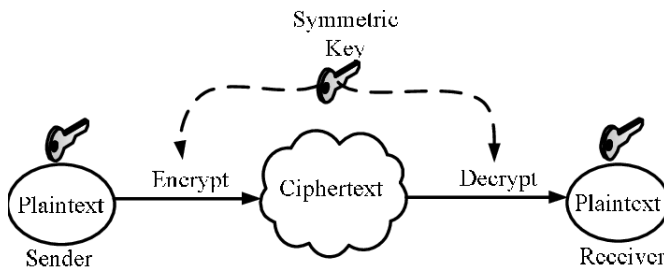 Symmetric
Key
Encrypt
Decrypt
Plaintext
Ciphertext
Plaintext
Sender
Receiver